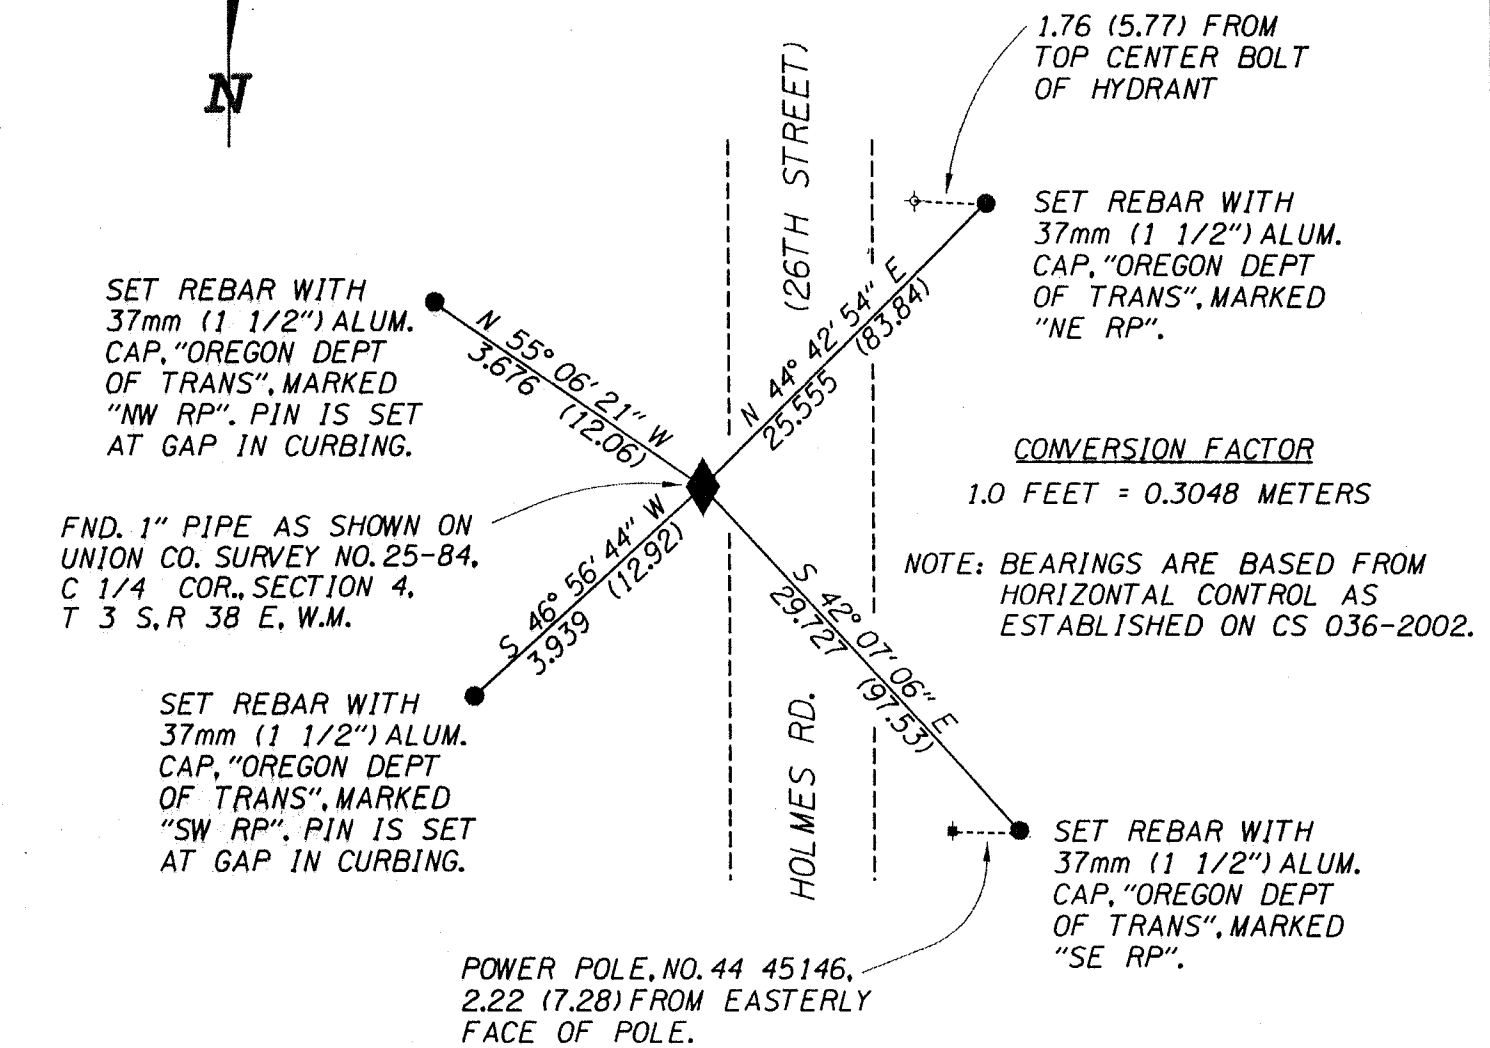 N
1.76 (5.77) FROM
TOP CENTER BOLT
OF HYDRANT
(26TH STREET)
SET REBAR WITH
37mm (1 1/2") ALUM.
CAP, "OREGON DEPT
OF TRANS", MARKED
"NE RP".
SET REBAR WITH
37mm (1 1/2") ALUM.
CAP, "OREGON DEPT
OF TRANS", MARKED
"NW RP". PIN IS SET
AT GAP IN CURBING.
N 55° 06' 21" W
3.676 (12.06)
N 44° 42' 54" E
25.555 (83.84)
CONVERSION FACTOR
1.0 FEET = 0.3048 METERS
FND. 1" PIPE AS SHOWN ON
UNION CO. SURVEY NO. 25-84,
C 1/4 COR., SECTION 4,
T 3 S, R 38 E, W.M.
NOTE: BEARINGS ARE BASED FROM
HORIZONTAL CONTROL AS
ESTABLISHED ON CS 036-2002.
S 46° 56' 44" W
3.939 (12.92)
S 42° 07' 06" E
29.727 (97.53)
SET REBAR WITH
37mm (1 1/2") ALUM.
CAP, "OREGON DEPT
OF TRANS", MARKED
"SW RP". PIN IS SET
AT GAP IN CURBING.
HOLMES RD.
SET REBAR WITH
37mm (1 1/2") ALUM.
CAP, "OREGON DEPT
OF TRANS", MARKED
"SE RP".
POWER POLE, NO. 44 45146,
2.22 (7.28) FROM EASTERLY
FACE OF POLE.